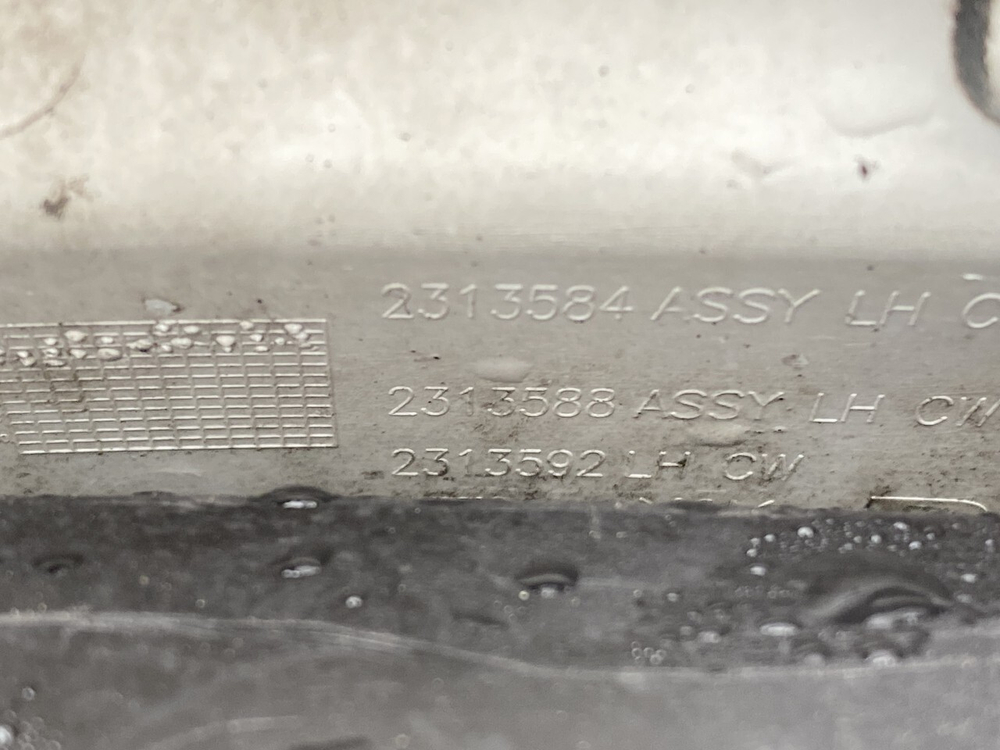 2313584 ASSY LH C
2313588 ASSY LH CW
2313592 LH CW